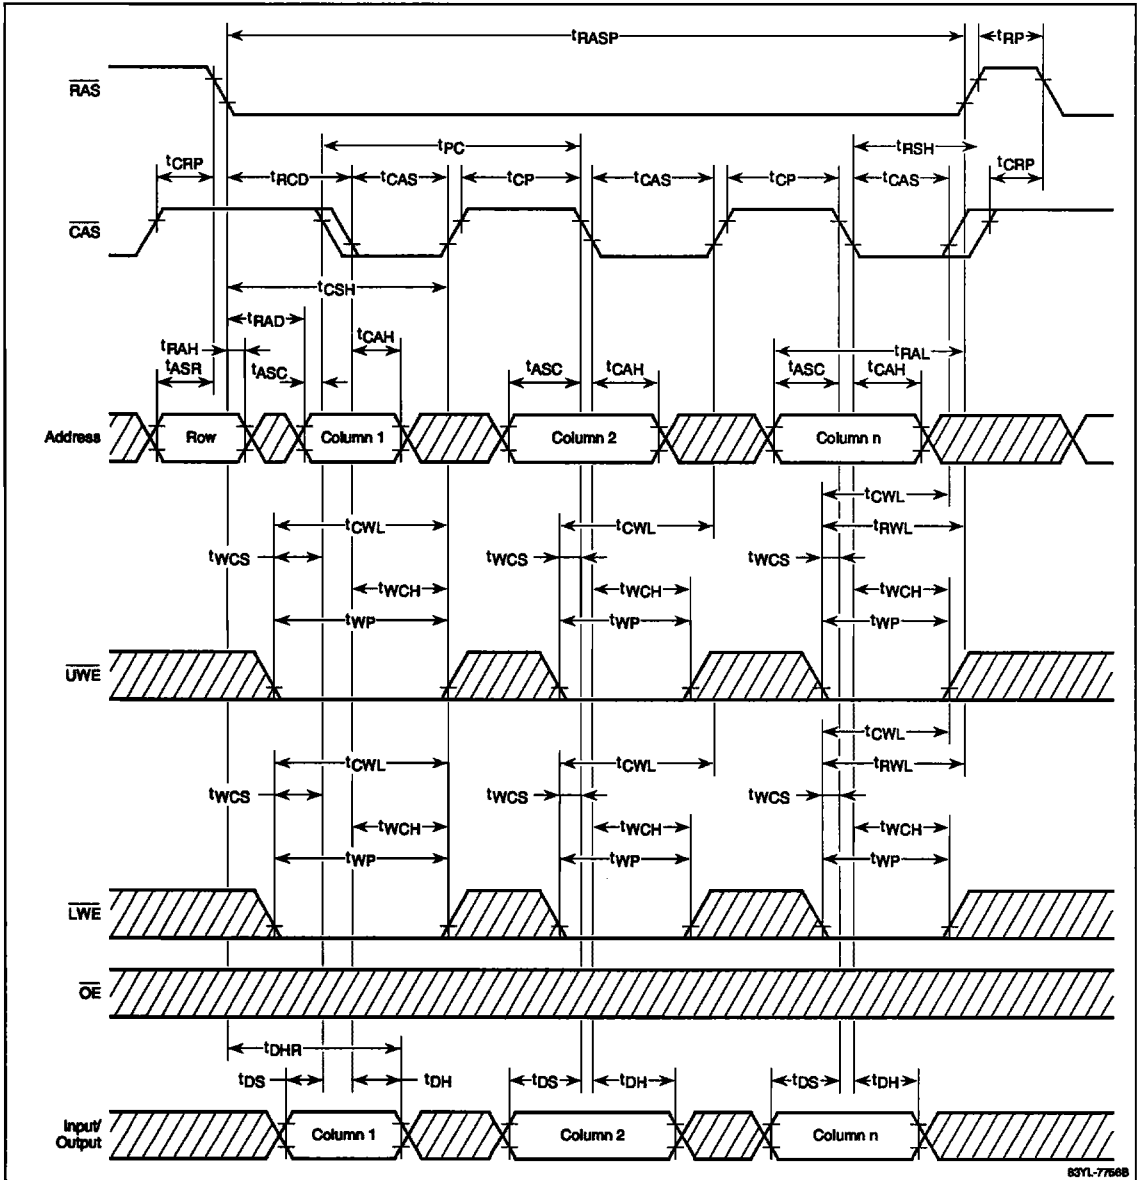 tRASP tRP
RAS
tPC tRSH
tCRP tRCD tCAS tCP tCAS tCP tCAS tCRP
CAS
tCSH
tRAD
tRAH tCAH tRAL
tASR tASC tASC tCAH tASC tCAH
Address Row Column 1 Column 2 Column n
tCWL
tCWL tCWL tRWL
tWCS tWCS tWCS
tWCH tWCH tWCH
tWP tWP tWP
UWE
tCWL
tCWL tCWL tRWL
tWCS tWCS tWCS
tWCH tWCH tWCH
tWP tWP tWP
LWE
OE
tDHR
tDS tDH tDS tDH tDS tDH
Input/
Output Column 1 Column 2 Column n
83YL-7756B